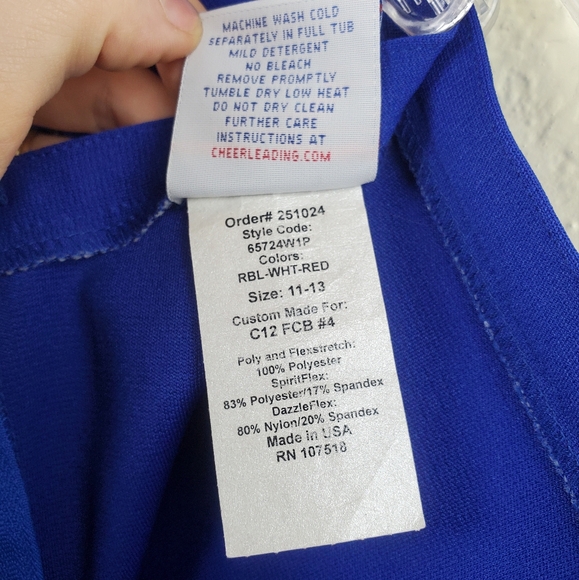 MACHINE WASH COLD
SEPARATELY IN FULL TUB
MILD DETERGENT
NO BLEACH
REMOVE PROMPTLY
TUMBLE DRY LOW HEAT
DO NOT DRY CLEAN
FURTHER CARE
INSTRUCTIONS AT
CHEERLEADING.COM
Order# 251024
Style Code:
65724W1P
Colors:
RBL-WHT-RED
Size: 11-13
Custom Made For:
C12 FCB #4
Poly and Flexstretch:
100% Polyester
SpiritFlex:
83% Polyester/17% Spandex
DazzleFlex:
80% Nylon/20% Spandex
Made in USA
RN 107518